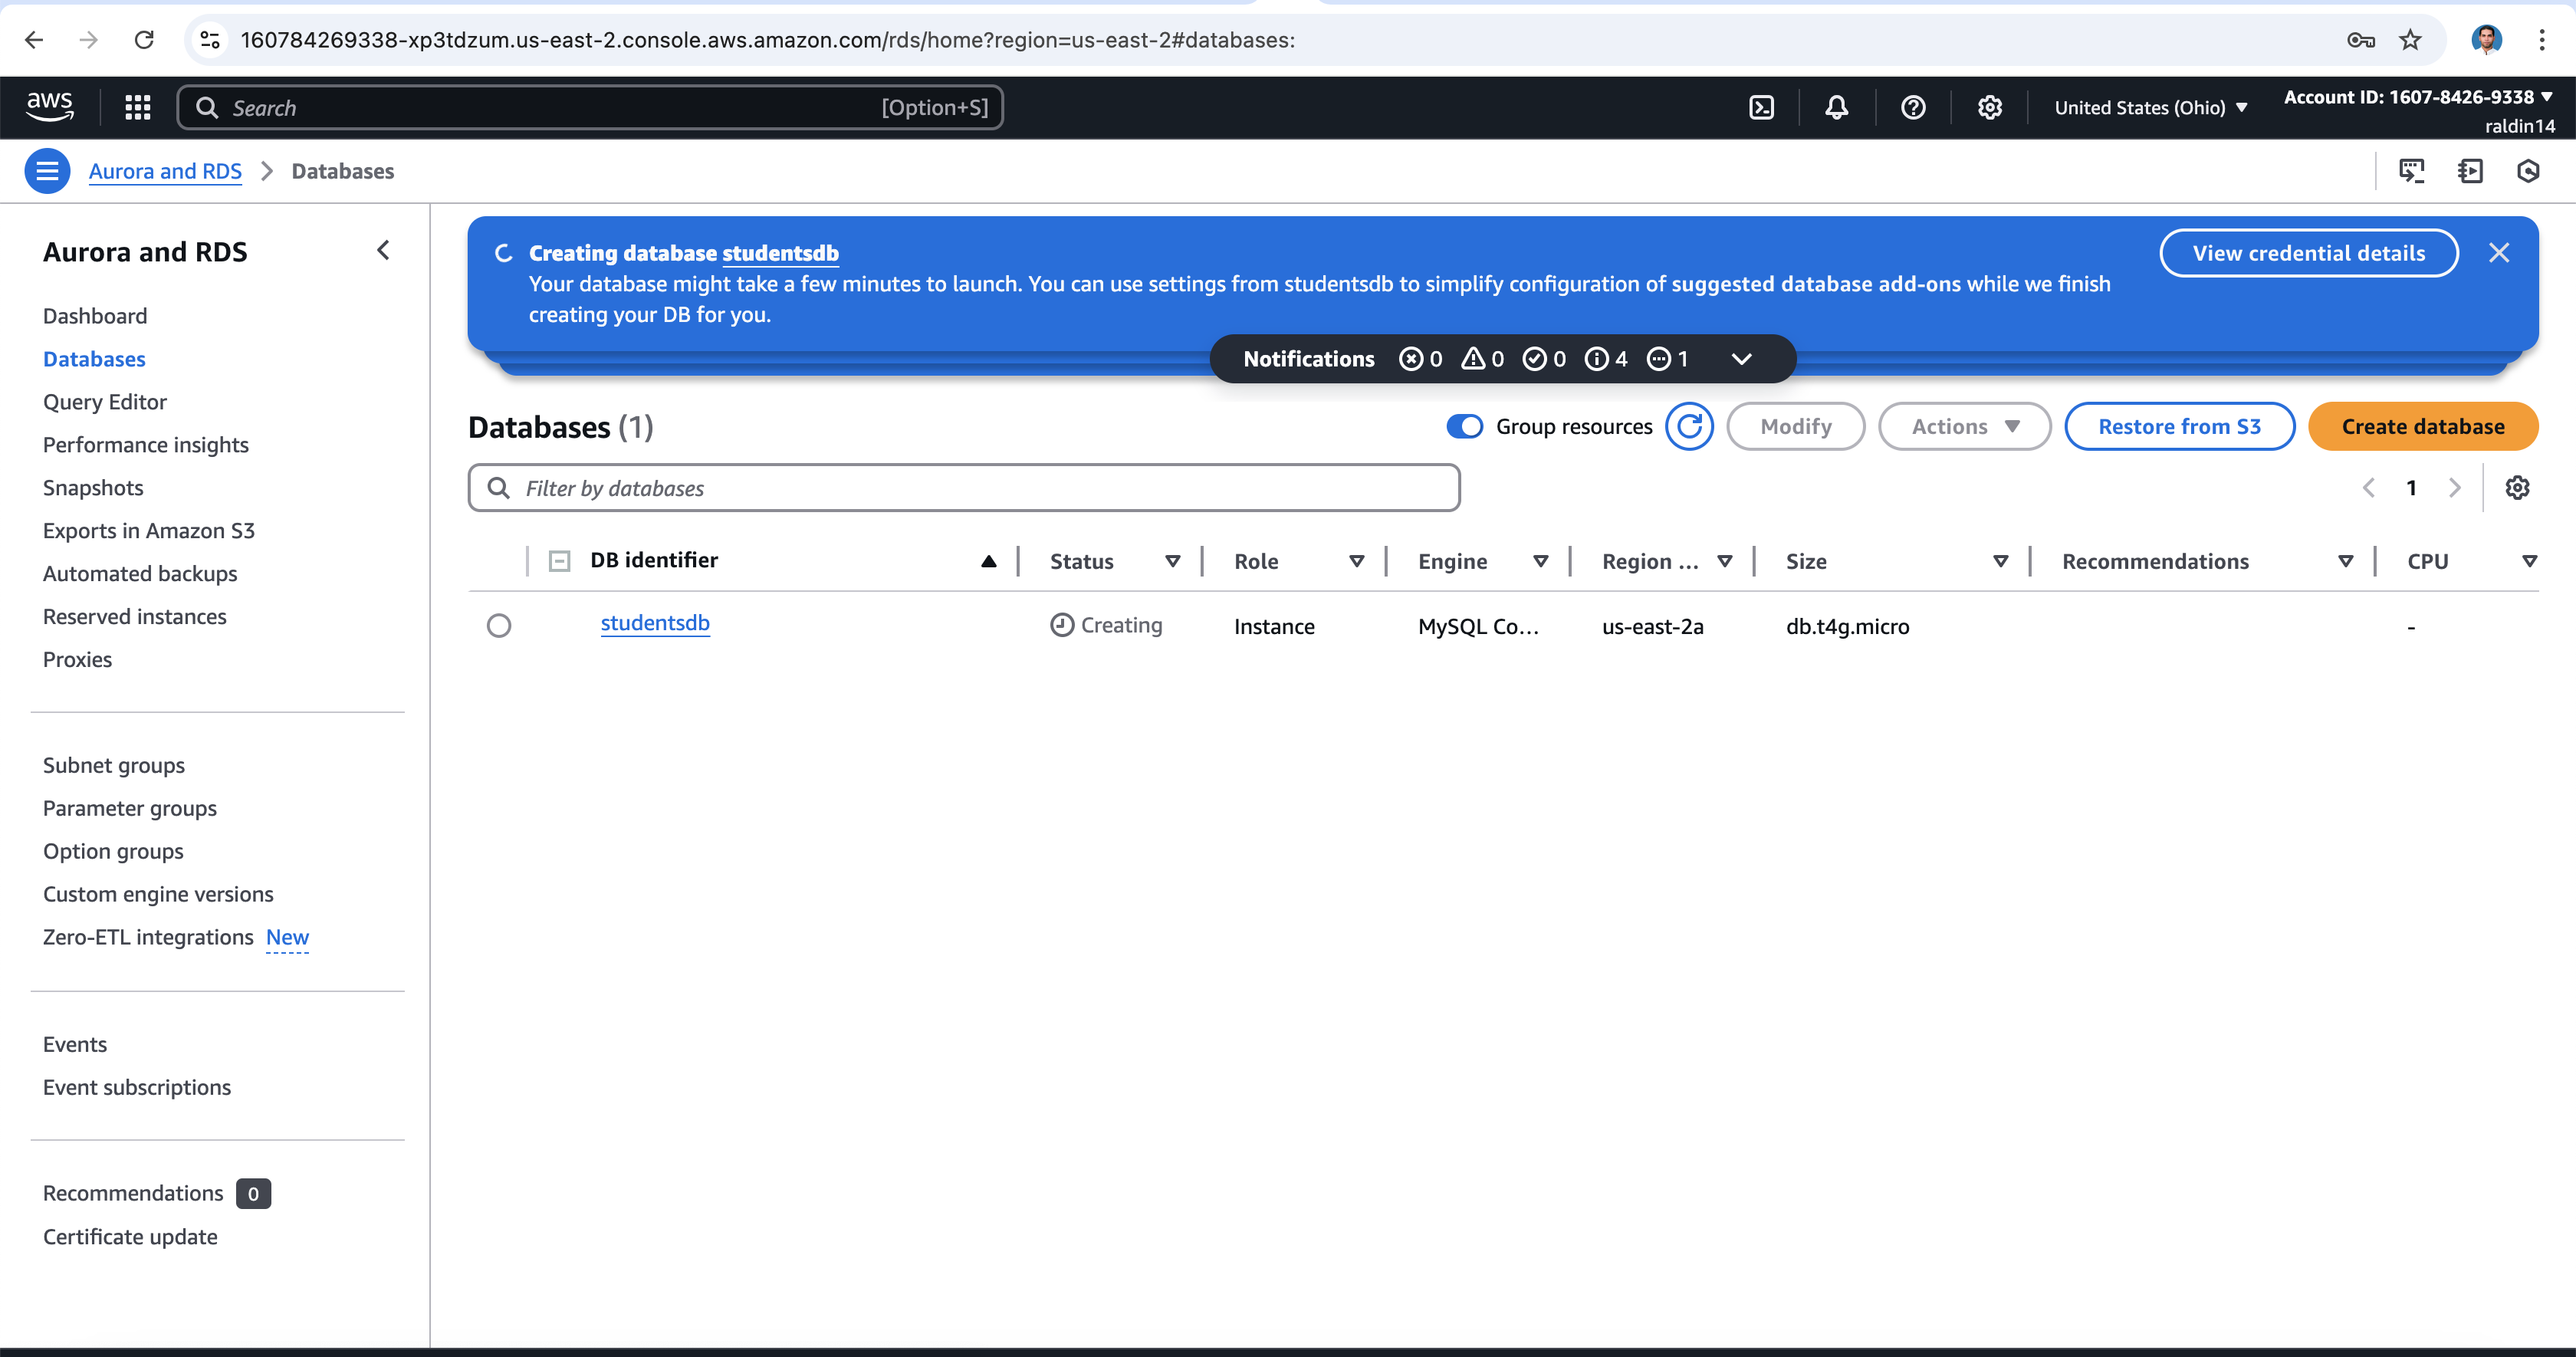 160784269338-xp3tdzum.us-east-2.console.aws.amazon.com/rds/home?region=us-east-2#databases:
aws
Search
[Option+S]
United States (Ohio)
Account ID: 1607-8426-9338
raldin14
Aurora and RDS
Databases
Aurora and RDS
Dashboard
Databases
Query Editor
Performance insights
Snapshots
Exports in Amazon S3
Automated backups
Reserved instances
Proxies
Subnet groups
Parameter groups
Option groups
Custom engine versions
Zero-ETL integrations New
Events
Event subscriptions
Recommendations 0
Certificate update
Creating database studentsdb
Your database might take a few minutes to launch. You can use settings from studentsdb to simplify configuration of suggested database add-ons while we finish
creating your DB for you.
View credential details
Notifications 0 0 0 4 1
Databases (1)
Group resources
Modify
Actions
Restore from S3
Create database
Filter by databases
1
DB identifier Status Role Engine Region ... Size Recommendations CPU
studentsdb Creating Instance MySQL Co... us-east-2a db.t4g.micro -